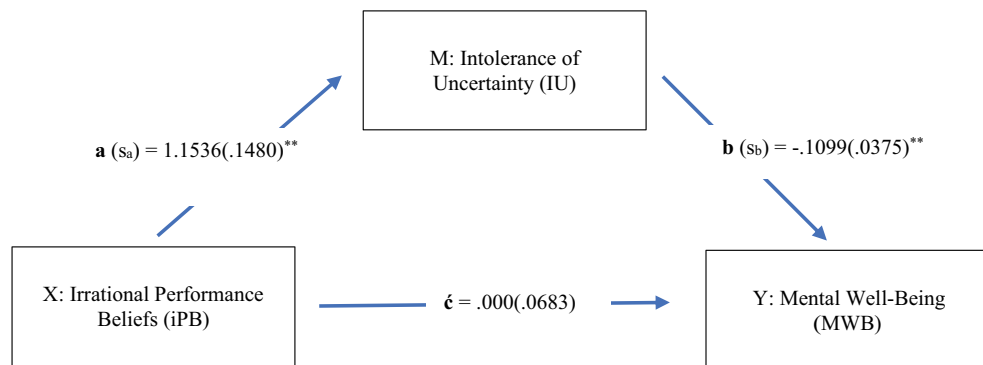 M: Intolerance of
Uncertainty (IU)
a (sa) = 1.1536(.1480)**
b (sb) = -.1099(.0375)**
X: Irrational Performance
Beliefs (iPB)
ć = .000(.0683)
Y: Mental Well-Being
(MWB)